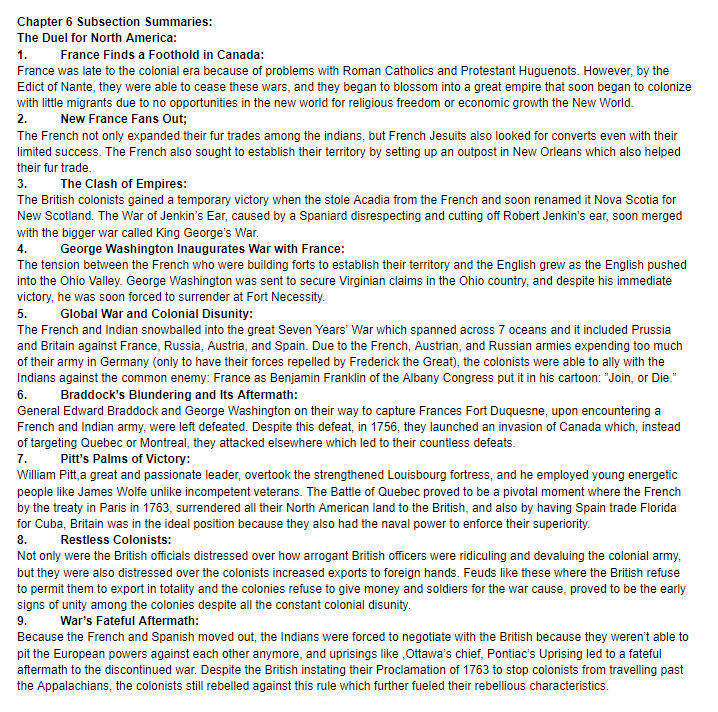 Chapter 6 Subsection Summaries:
The Duel for North America:
1. France Finds a Foothold in Canada:
France was late to the colonial era because of problems with Roman Catholics and Protestant Huguenots. However, by the
Edict of Nante, they were able to cease these wars, and they began to blossom into a great empire that soon began to colonize
with little migrants due to no opportunities in the new world for religious freedom or economic growth the New World.
2. New France Fans Out;
The French not only expanded their fur trades among the indians, but French Jesuits also looked for converts even with their
limited success. The French also sought to establish their territory by setting up an outpost in New Orleans which also helped
their fur trade.
3. The Clash of Empires:
The British colonists gained a temporary victory when the stole Acadia from the French and soon renamed it Nova Scotia for
New Scotland. The War of Jenkin's Ear, caused by a Spaniard disrespecting and cutting off Robert Jenkin's ear, soon merged
with the bigger war called King George's War.
4. George Washington Inaugurates War with France:
The tension between the French who were building forts to establish their territory and the English grew as the English pushed
into the Ohio Valley. George Washington was sent to secure Virginian claims in the Ohio country, and despite his immediate
victory, he was soon forced to surrender at Fort Necessity.
5. Global War and Colonial Disunity:
The French and Indian snowballed into the great Seven Years' War which spanned across 7 oceans and it included Prussia
and Britain against France, Russia, Austria, and Spain. Due to the French, Austrian, and Russian armies expending too much
of their army in Germany (only to have their forces repelled by Frederick the Great), the colonists were able to ally with the
Indians against the common enemy: France as Benjamin Franklin of the Albany Congress put it in his cartoon: "Join, or Die."
6. Braddock's Blundering and Its Aftermath:
General Edward Braddock and George Washington on their way to capture Frances Fort Duquesne, upon encountering a
French and Indian army, were left defeated. Despite this defeat, in 1756, they launched an invasion of Canada which, instead
of targeting Quebec or Montreal, they attacked elsewhere which led to their countless defeats.
7. Pitt's Palms of Victory:
William Pitt,a great and passionate leader, overtook the strengthened Louisbourg fortress, and he employed young energetic
people like James Wolfe unlike incompetent veterans. The Battle of Quebec proved to be a pivotal moment where the French
by the treaty in Paris in 1763, surrendered all their North American land to the British, and also by having Spain trade Florida
for Cuba, Britain was in the ideal position because they also had the naval power to enforce their superiority.
8. Restless Colonists:
Not only were the British officials distressed over how arrogant British officers were ridiculing and devaluing the colonial army,
but they were also distressed over the colonists increased exports to foreign hands. Feuds like these where the British refuse
to permit them to export in totality and the colonies refuse to give money and soldiers for the war cause, proved to be the early
signs of unity among the colonies despite all the constant colonial disunity.
9. War's Fateful Aftermath:
Because the French and Spanish moved out, the Indians were forced to negotiate with the British because they weren't able to
pit the European powers against each other anymore, and uprisings like ,Ottawa's chief, Pontiac's Uprising led to a fateful
aftermath to the discontinued war. Despite the British instating their Proclamation of 1763 to stop colonists from travelling past
the Appalachians, the colonists still rebelled against this rule which further fueled their rebellious characteristics.